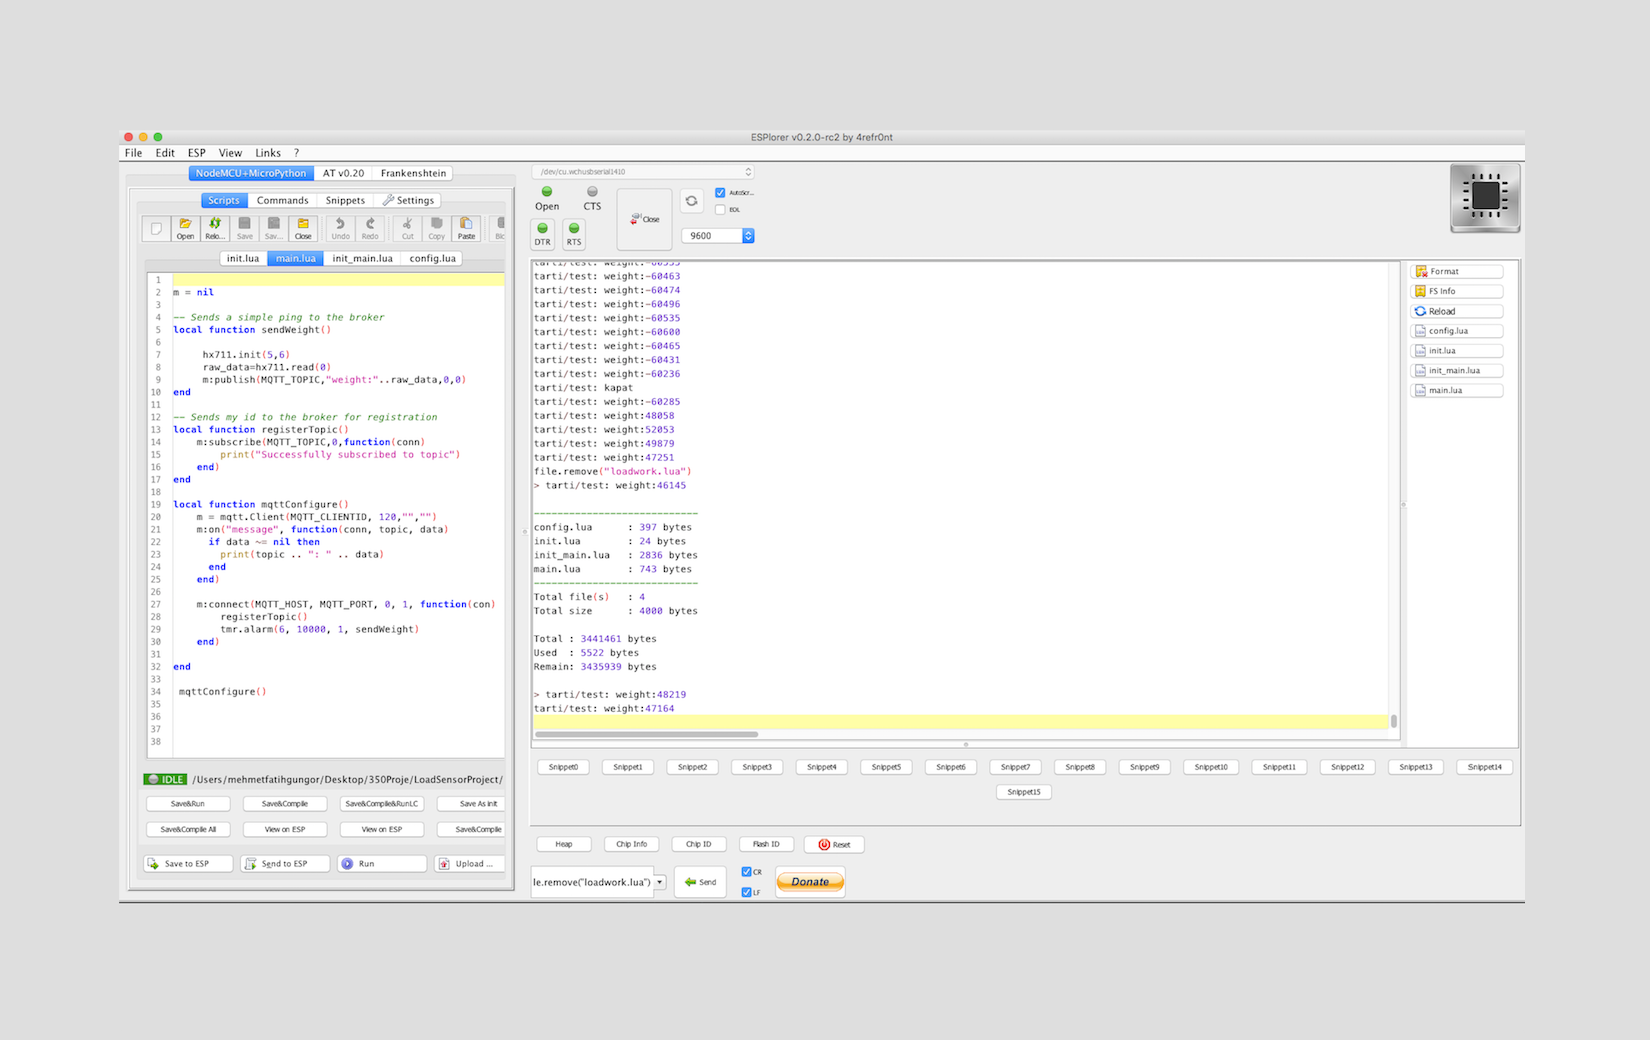 ESPlorer v0.2.0-rc2 by 4refr0nt
File Edit ESP View Links ?
NodeMCU+MicroPython AT v0.20 Frankenshtein
Scripts Commands Snippets Settings
Open Relo... Save Sav... Close Undo Redo Cut Copy Paste
init.lua main.lua init_main.lua config.lua
1
2 m = nil
3
4 -- Sends a simple ping to the broker
5 local function sendWeight()
6
7 hx711.init(5,6)
8 raw_data=hx711.read(0)
9 m:publish(MQTT_TOPIC,"weight:"..raw_data,0,0)
10 end
11
12 -- Sends my id to the broker for registration
13 local function registerTopic()
14 m:subscribe(MQTT_TOPIC,0,function(conn)
15 print("Successfully subscribed to topic")
16 end)
17 end
18
19 local function mqttConfigure()
20 m = mqtt.Client(MQTT_CLIENTID, 120,"","")
21 m:on("message", function(conn, topic, data)
22 if data ~= nil then
23 print(topic .. ": " .. data)
24 end
25 end)
26
27 m:connect(MQTT_HOST, MQTT_PORT, 0, 1, function(con)
28 registerTopic()
29 tmr.alarm(6, 10000, 1, sendWeight)
30 end)
31
32 end
33
34 mqttConfigure()
35
36
37
38
IDLE /Users/mehmetfatihgungor/Desktop/350Proje/LoadSensorProject/
Save&Run Save&Compile Save&Compile&RunLC Save As init
Save&Compile All View on ESP View on ESP Save&Compile
Save to ESP Send to ESP Run Upload ...
/dev/cu.wchusbserial1410
Open CTS Close AutoScr...
EOL
DTR RTS 9600
tarti/test: weight:-60463
tarti/test: weight:-60474
tarti/test: weight:-60496
tarti/test: weight:-60535
tarti/test: weight:-60600
tarti/test: weight:-60465
tarti/test: weight:-60431
tarti/test: weight:-60236
tarti/test: kapat
tarti/test: weight:-60285
tarti/test: weight:48058
tarti/test: weight:52053
tarti/test: weight:49879
tarti/test: weight:47251
file.remove("loadwork.lua")
> tarti/test: weight:46145
----------------------------
config.lua : 397 bytes
init.lua : 24 bytes
init_main.lua : 2836 bytes
main.lua : 743 bytes
----------------------------
Total file(s) : 4
Total size : 4000 bytes
Total : 3441461 bytes
Used : 5522 bytes
Remain: 3435939 bytes
> tarti/test: weight:48219
tarti/test: weight:47164
Format
FS Info
Reload
config.lua
init.lua
init_main.lua
main.lua
Snippet0 Snippet1 Snippet2 Snippet3 Snippet4 Snippet5 Snippet6 Snippet7 Snippet8 Snippet9 Snippet10 Snippet11 Snippet12 Snippet13 Snippet14
Snippet15
Heap Chip Info Chip ID Flash ID Reset
le.remove("loadwork.lua") Send CR Donate
LF